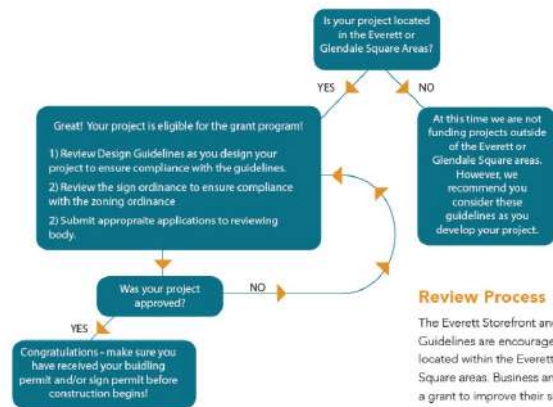 Is your project located
in the Everett or
Glendale Square Areas?
YES
NO
Great! Your project is eligible for the grant program!
1) Review Design Guidelines as you design your
project to ensure compliance with the guidelines.
2) Review the sign ordinance to ensure compliance
with the zoning ordinance
2) Submit appropraite applications to reviewing
body.
At this time we are not
funding projects outside
of the Everett or
Glendale Square areas.
However, we
recommend you
consider these
guidelines as you
develop your project.
Was your project
approved?
NO
YES
Congratulations - make sure you
have received your buidling
permit and/or sign permit before
construction begins!
Review Process
The Everett Storefront and
Guidelines are encourage
located within the Everett
Square areas. Business an
a grant to improve their s